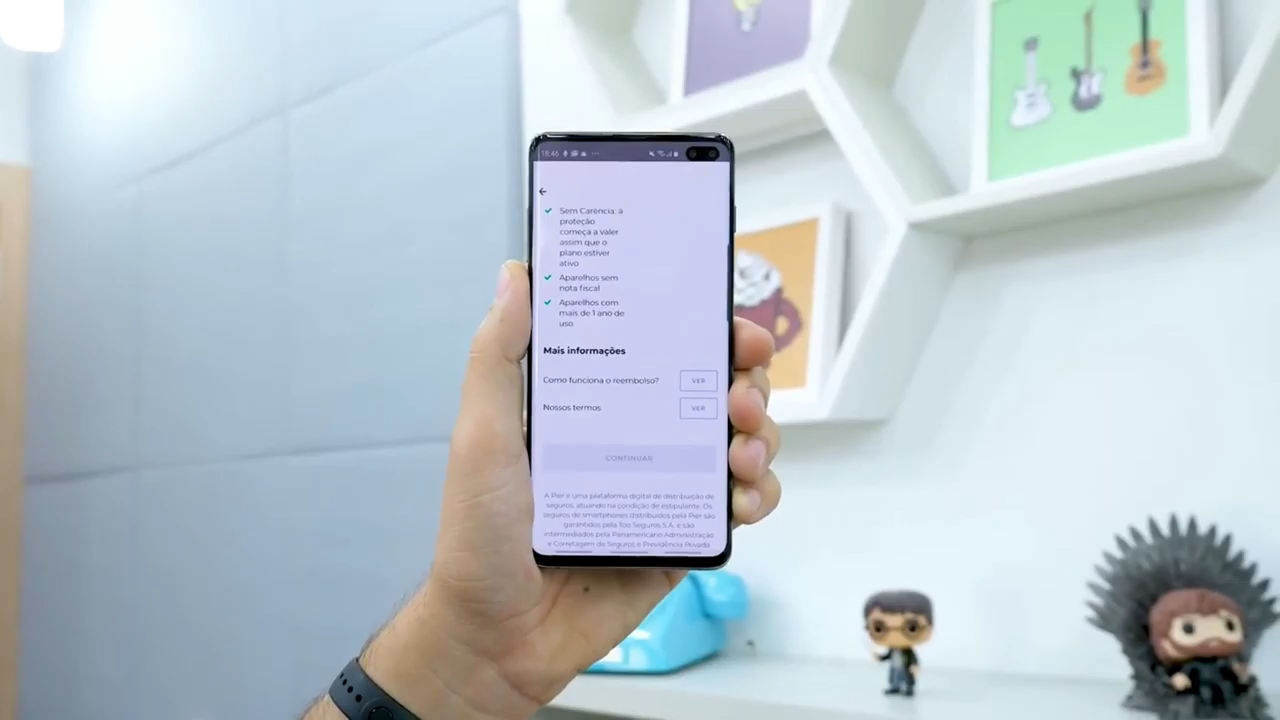 18:46
Sem Carência: a
proteção
começa a valer
assim que o
plano estiver
ativo
Aparelhos sem
nota fiscal
Aparelhos com
mais de 1 ano de
uso
Mais informações
Como funciona o reembolso? VER
Nossos termos VER
CONTINUAR
A Pier é uma plataforma digital de distribuição de
seguros, atuando na condição de estipulante. Os
seguros de smartphones distribuídos pela Pier são
garantidos pela Too Seguros S.A. e são
intermediados pela Panamericano Administração
e Corretagem de Seguros e Previdência Privada